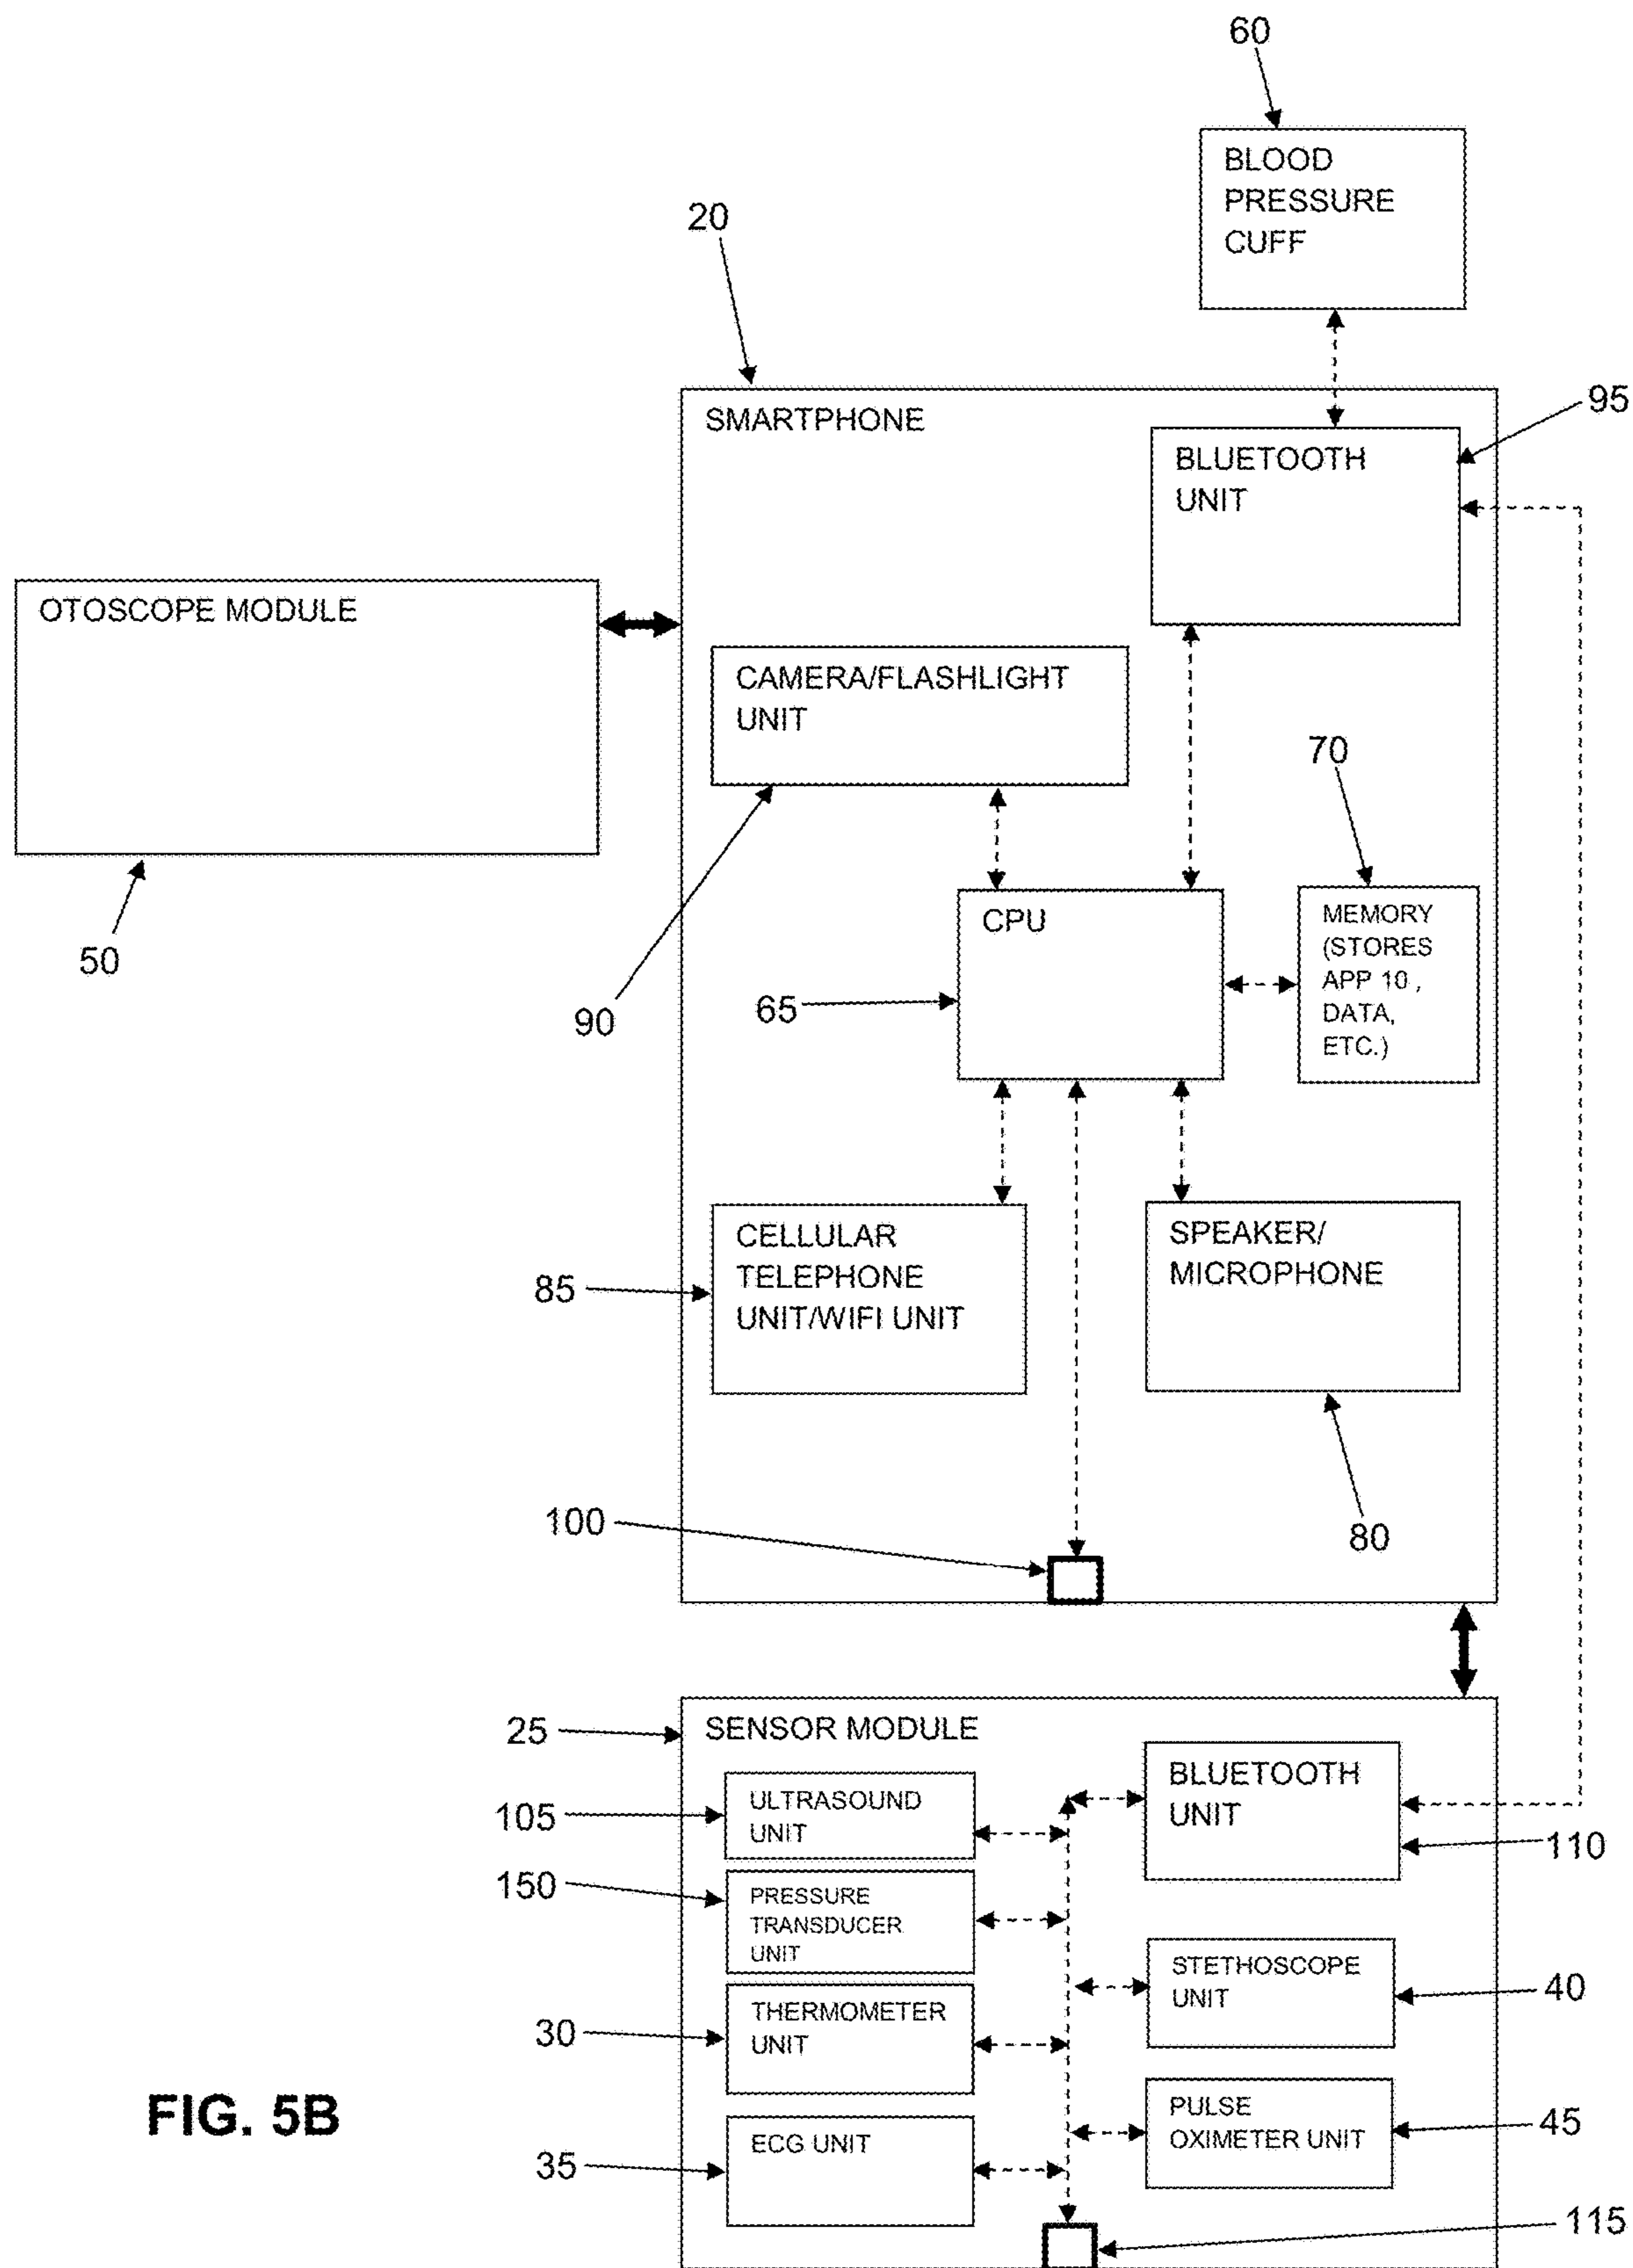 60
BLOOD
PRESSURE
CUFF
20
SMARTPHONE
95
BLUETOOTH
UNIT
OTOSCOPE MODULE
CAMERA/FLASHLIGHT
UNIT
70
50
90
CPU
65
MEMORY
(STORES
APP 10 ,
DATA,
ETC.)
85
CELLULAR
TELEPHONE
UNIT/WIFI UNIT
SPEAKER/
MICROPHONE
100
80
25
SENSOR MODULE
105
ULTRASOUND
UNIT
BLUETOOTH
UNIT
110
150
PRESSURE
TRANSDUCER
UNIT
STETHOSCOPE
UNIT
40
30
THERMOMETER
UNIT
PULSE
OXIMETER UNIT
45
35
ECG UNIT
115
FIG. 5B